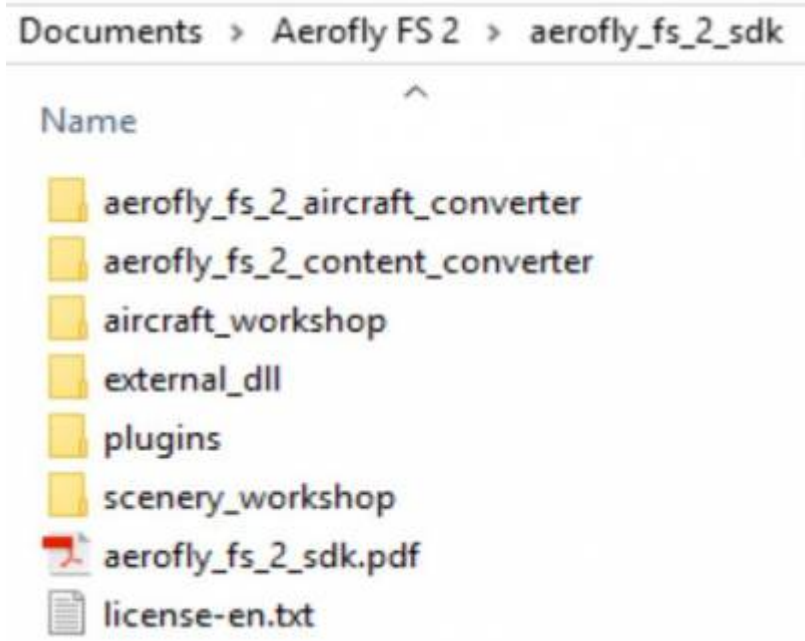 Documents > Aerofly FS 2 > aerofly_fs_2_sdk
Name
aerofly_fs_2_aircraft_converter
aerofly_fs_2_content_converter
aircraft_workshop
external_dll
plugins
scenery_workshop
aerofly_fs_2_sdk.pdf
license-en.txt